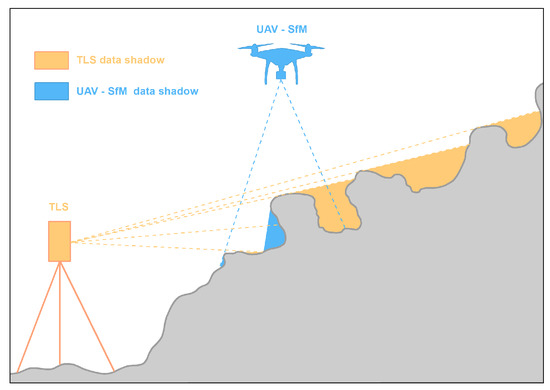 UAV - SfM
TLS data shadow
UAV - SfM data shadow
TLS